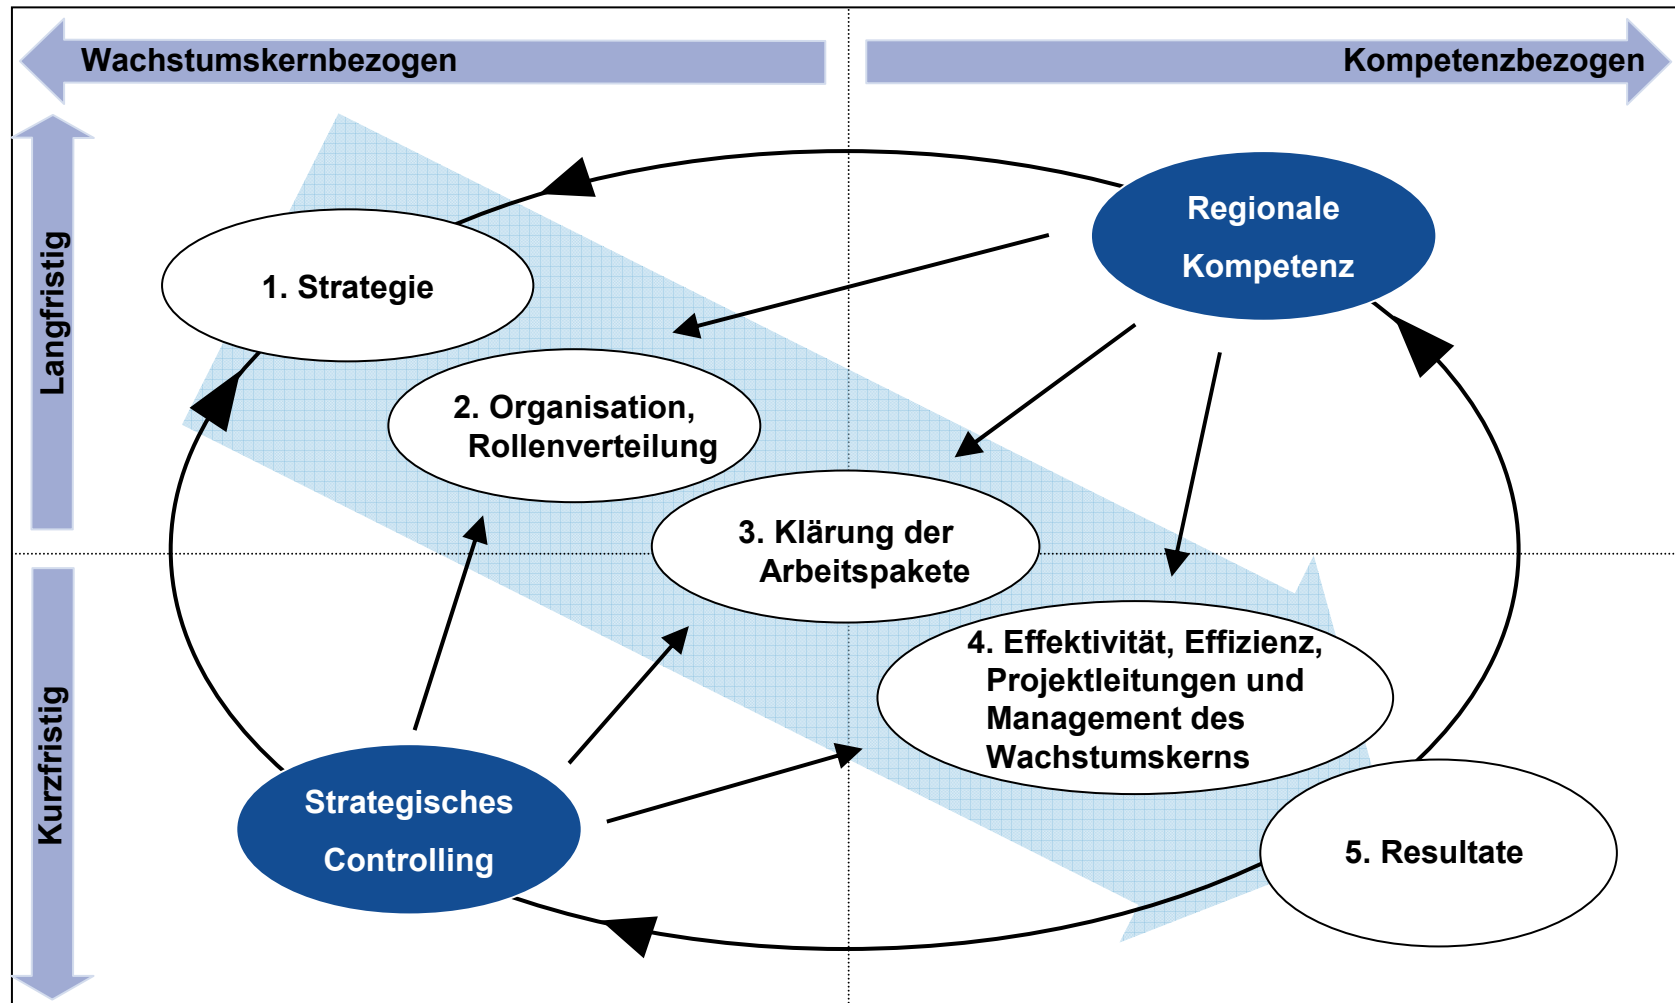 Wachstumskernbezogen
Kompetenzbezogen
Langfristig
Kurzfristig
Regionale
Kompetenz
1. Strategie
2. Organisation,
Rollenverteilung
3. Klärung der
Arbeitspakete
4. Effektivität, Effizienz,
Projektleitungen und
Management des
Wachstumskerns
Strategisches
Controlling
5. Resultate